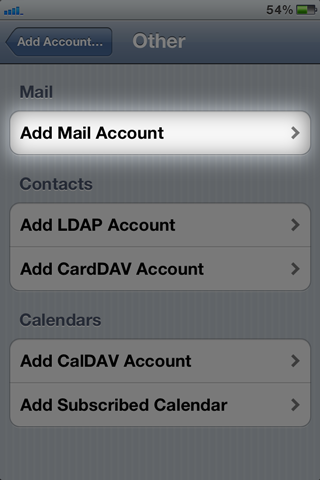 54%
Add Account...
Other
Mail
Add Mail Account
Contacts
Add LDAP Account
Add CardDAV Account
Calendars
Add CalDAV Account
Add Subscribed Calendar